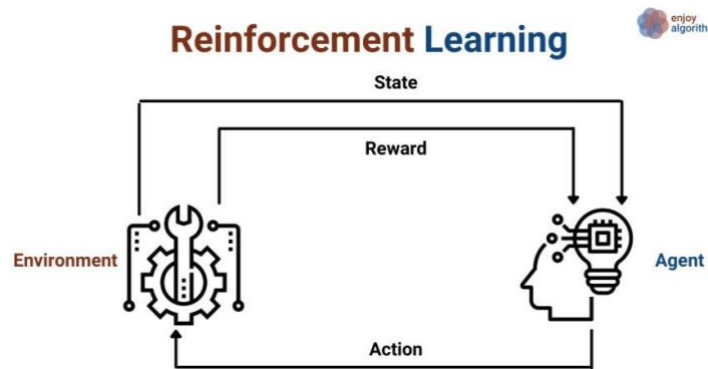 enjoy
algorith
Reinforcement Learning
State
Reward
Environment
Agent
Action